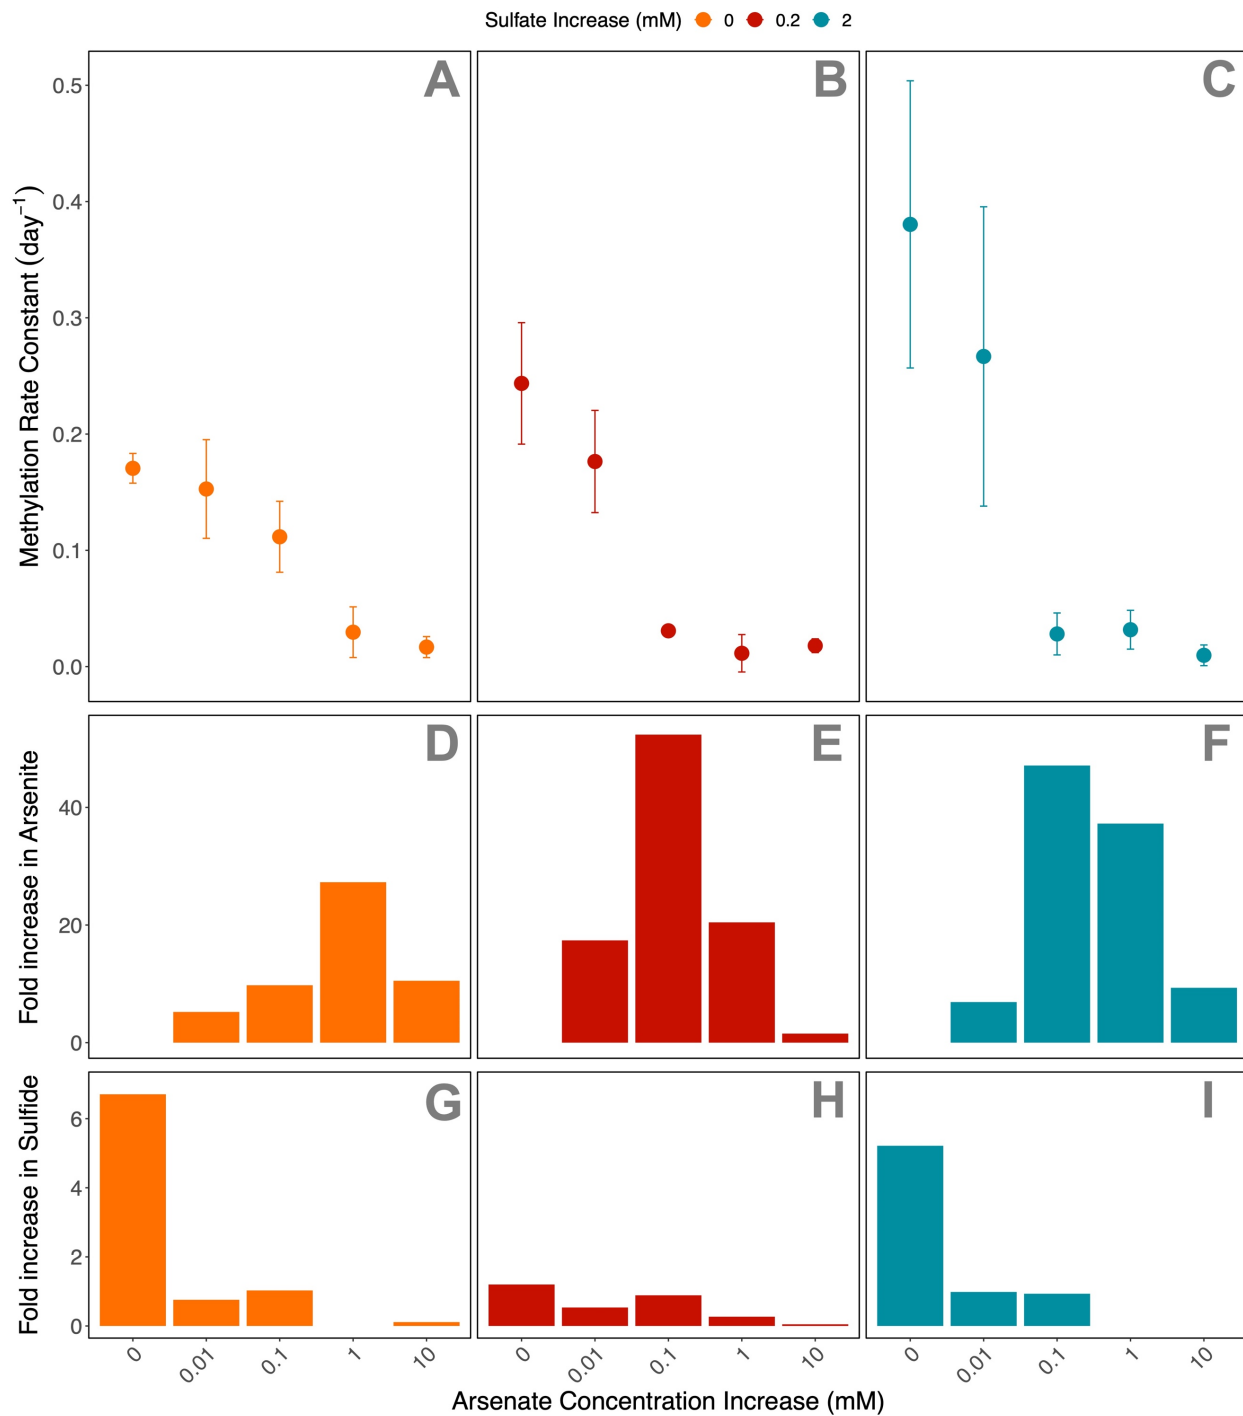 Sulfate Increase (mM) 0 0.2 2
A B C
Methylation Rate Constant (day⁻¹)
0.5
0.4
0.3
0.2
0.1
0.0
D E F
Fold increase in Arsenite
40
20
0
G H I
Fold increase in Sulfide
6
4
2
0
0 0.01 0.1 1 10 0 0.01 0.1 1 10 0 0.01 0.1 1 10
Arsenate Concentration Increase (mM)